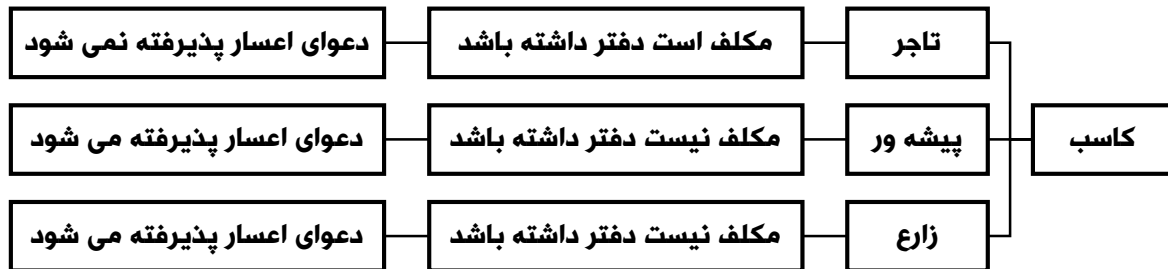 کاسب
تاجر
مکلف است دفتر داشته باشد
دعوای اعسار پذیرفته نمی شود
پیشه ور
مکلف نیست دفتر داشته باشد
دعوای اعسار پذیرفته می شود
زارع
مکلف نیست دفتر داشته باشد
دعوای اعسار پذیرفته می شود